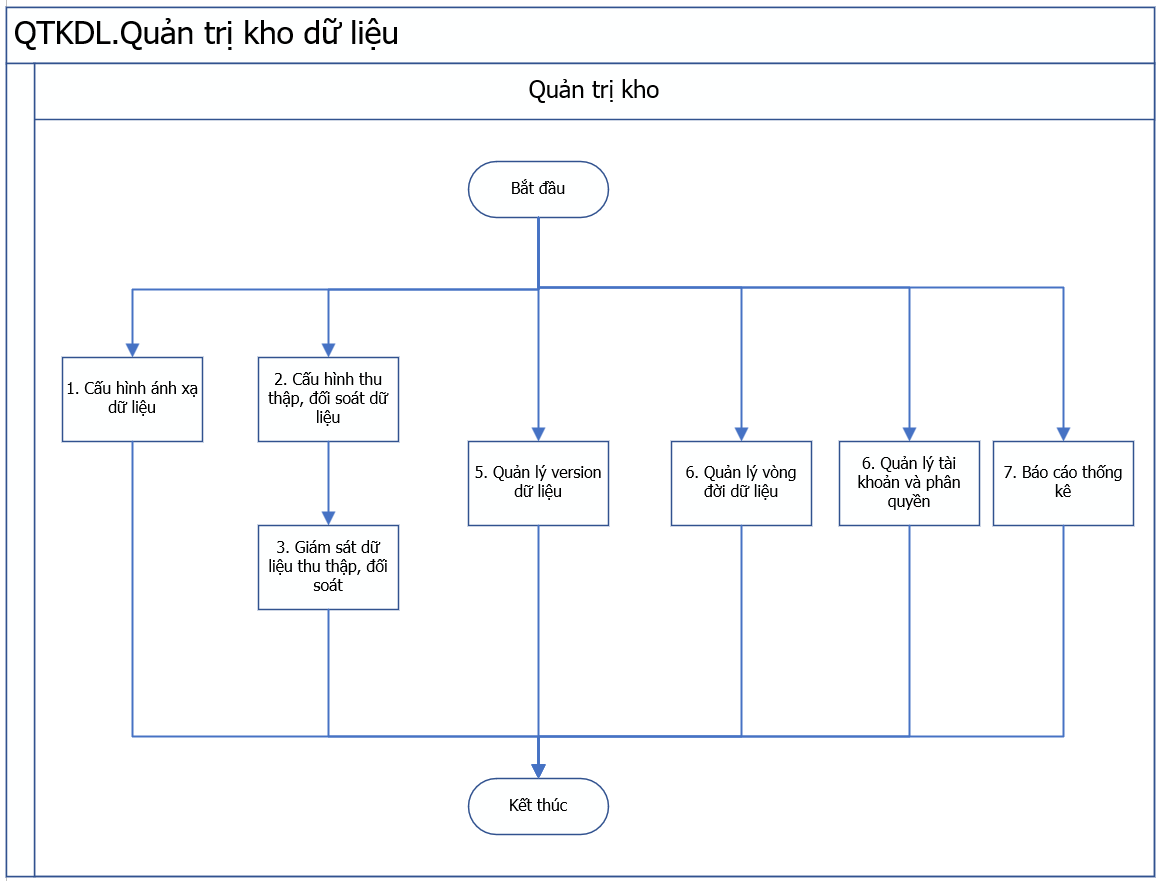 QTKDL.Quản trị kho dữ liệu
Quản trị kho
Bắt đầu
1. Cấu hình ánh xạ
dữ liệu
2. Cấu hình thu
thập, đối soát dữ
liệu
5. Quản lý version
dữ liệu
6. Quản lý vòng
đời dữ liệu
6. Quản lý tài
khoản và phân
quyền
7. Báo cáo thống
kê
3. Giám sát dữ
liệu thu thập, đối
soát
Kết thúc